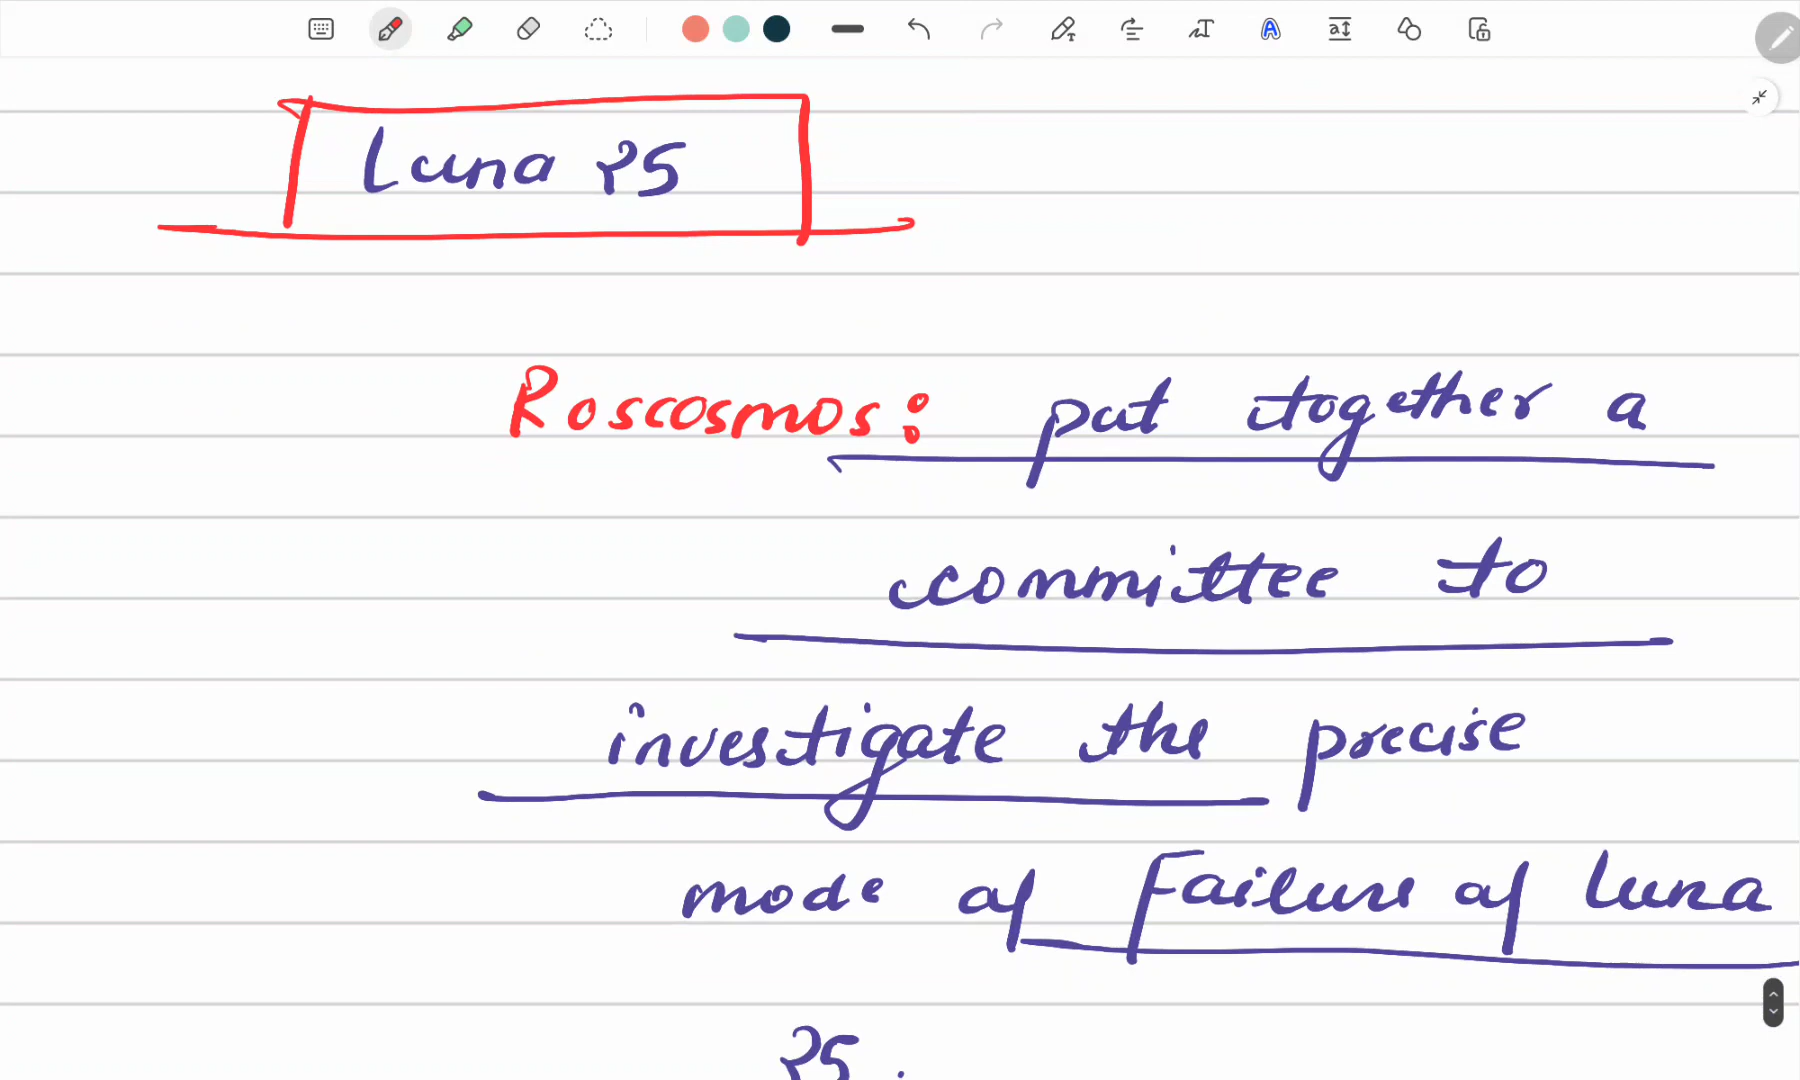 Luna 25
Roscosmos: put together a
committee to
investigate the precise
mode of Failure of Luna
25.